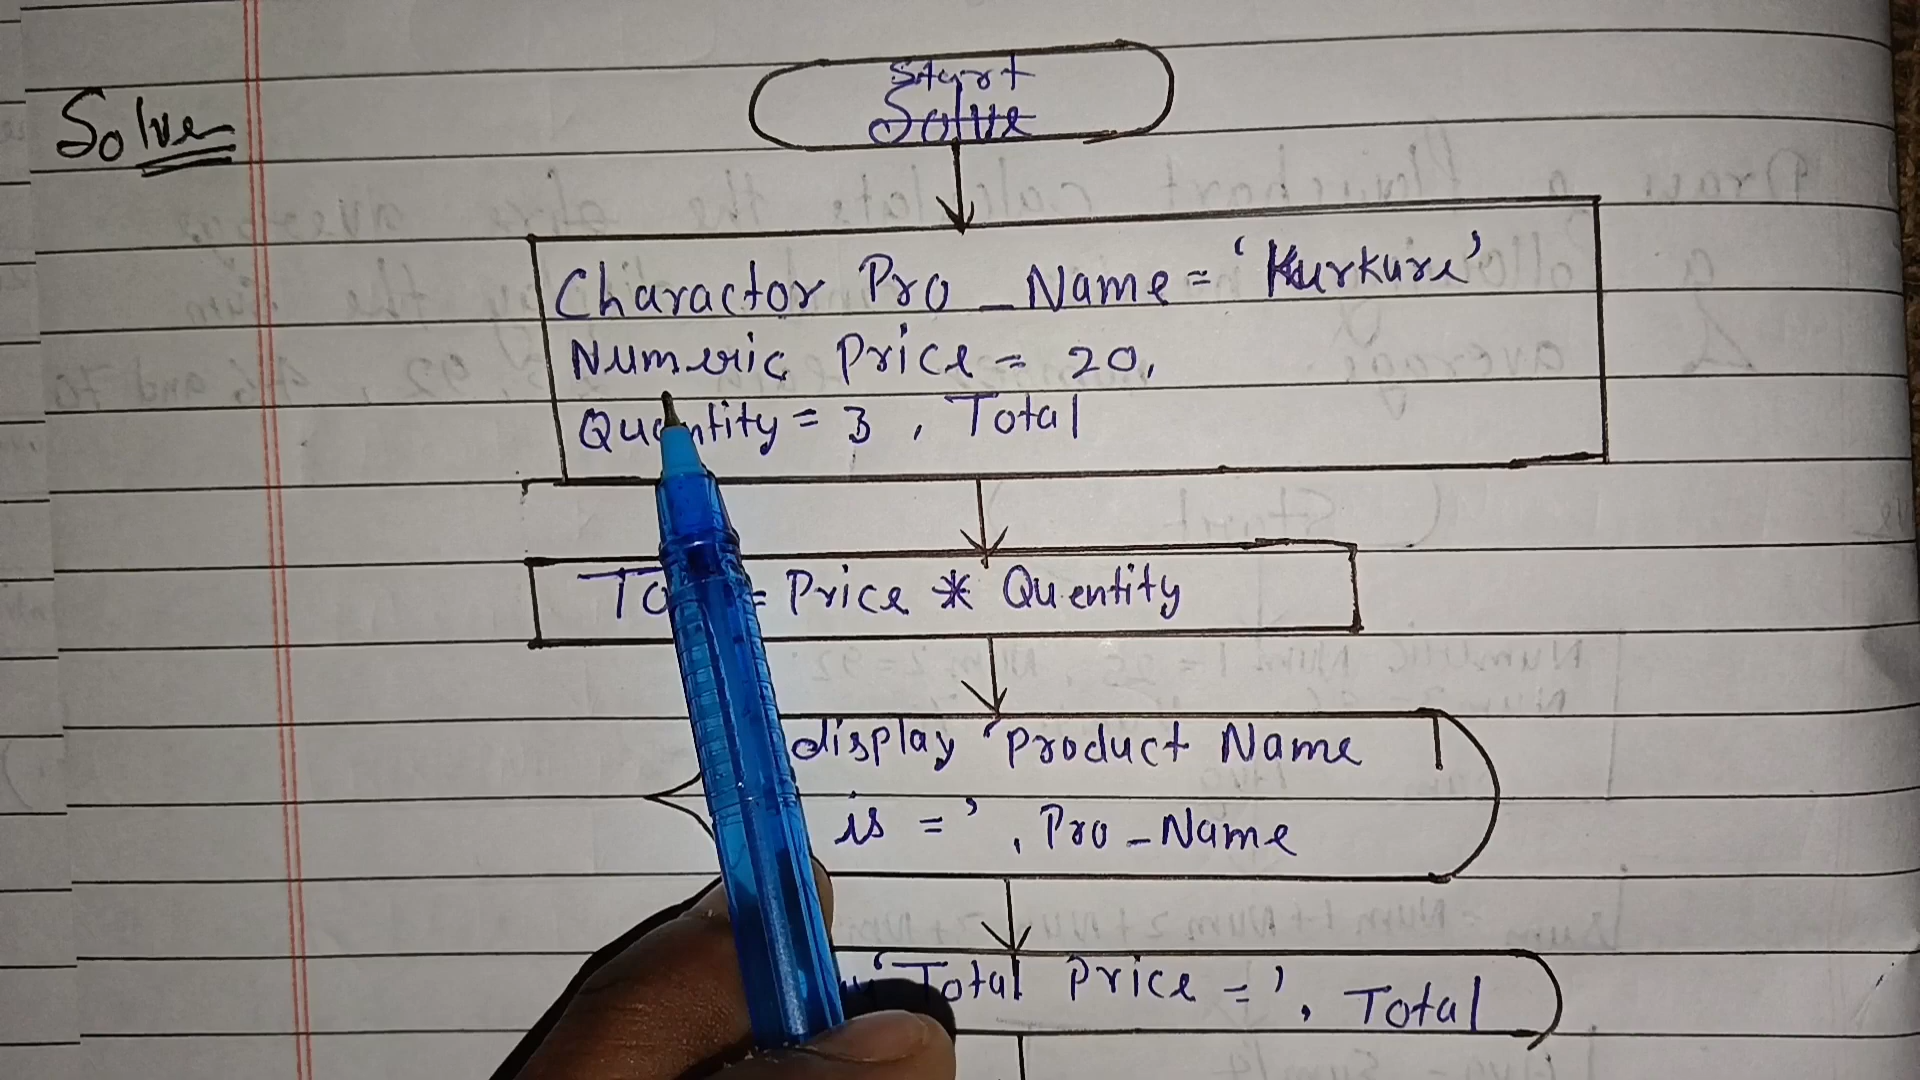 Solve
Start
Charactor Pro_Name = 'Kurkure'
Numeric Price = 20,
Quantity = 3, Total
= Price * Quentity
display 'Product Name
is =', Pro_Name
'Total Price =', Total